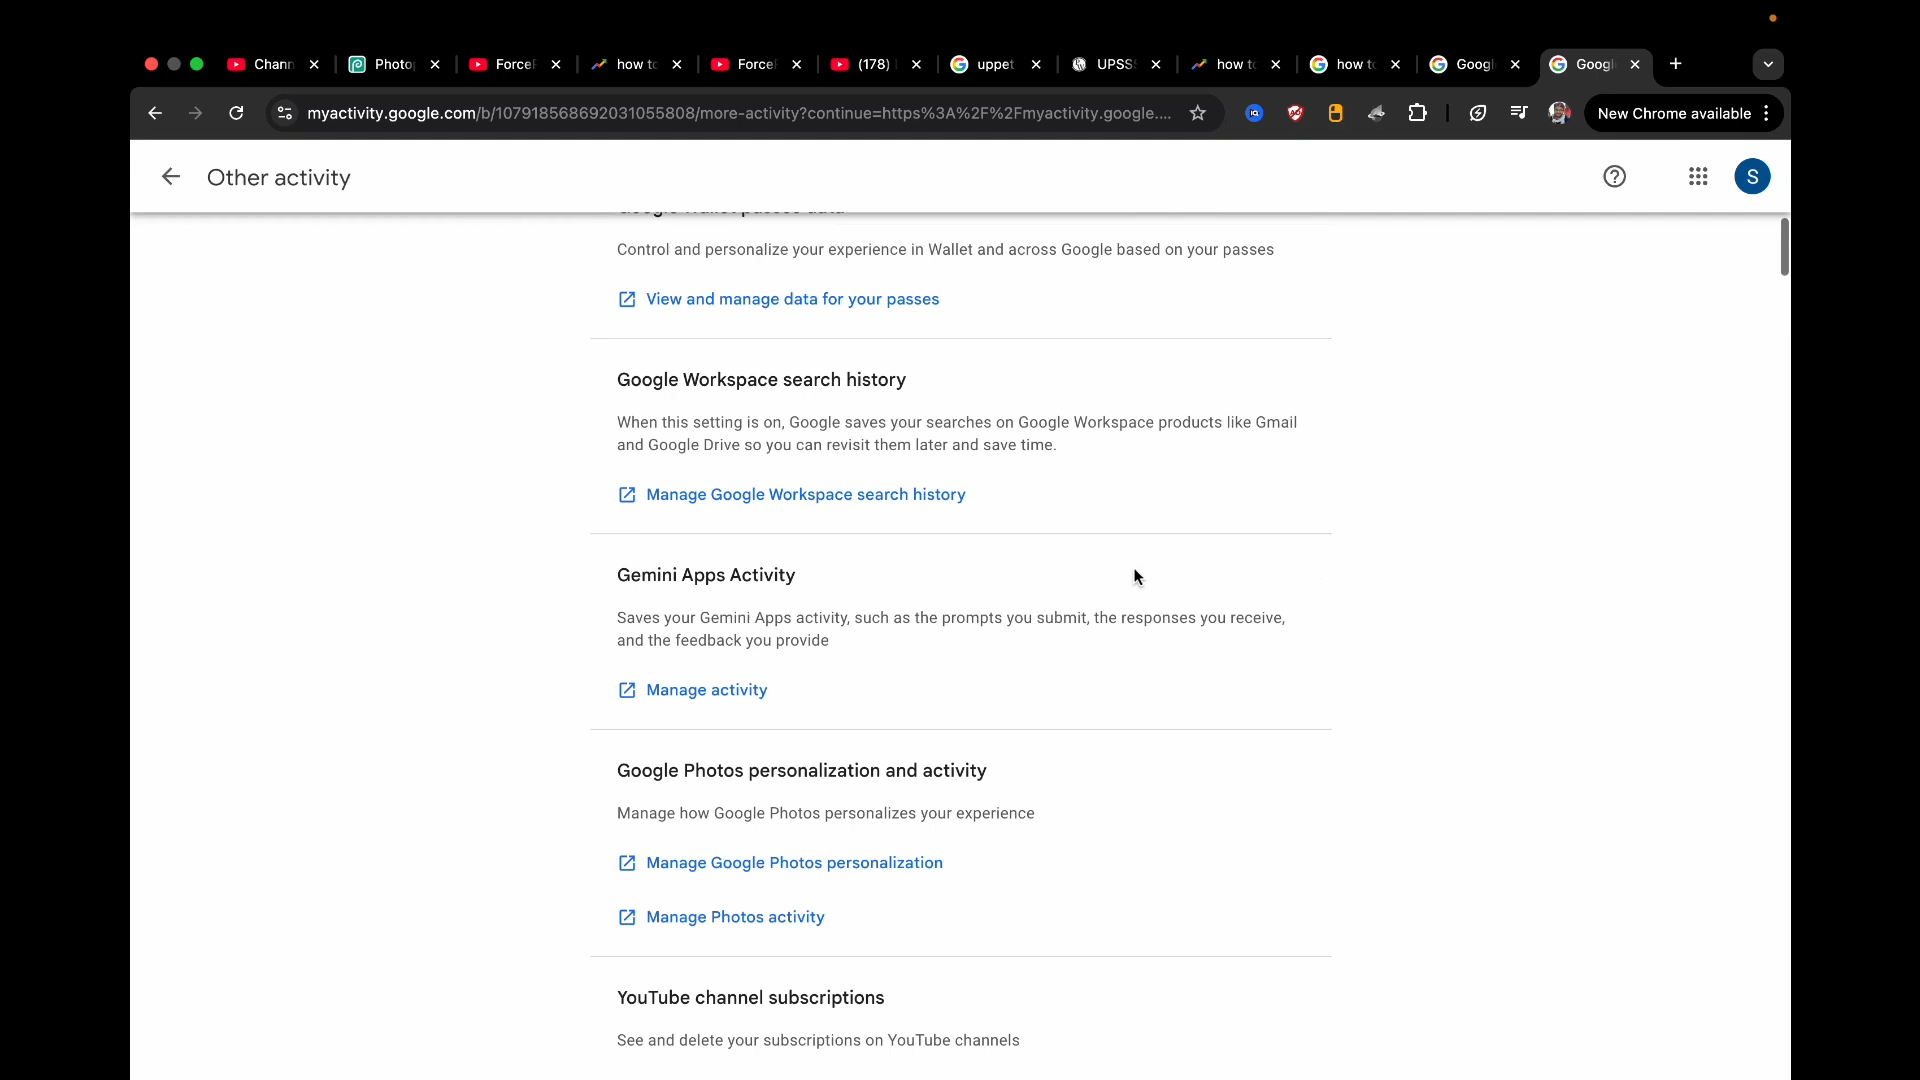 Chann
Photo
ForceF
how to
ForceF
(178)
uppet
UPSSS
how to
how to
Googl
Googl
myactivity.google.com/b/107918568692031055808/more-activity?continue=https%3A%2F%2Fmyactivity.google....
New Chrome available
Other activity
S
Google Wallet passes data
Control and personalize your experience in Wallet and across Google based on your passes
View and manage data for your passes
Google Workspace search history
When this setting is on, Google saves your searches on Google Workspace products like Gmail
and Google Drive so you can revisit them later and save time.
Manage Google Workspace search history
Gemini Apps Activity
Saves your Gemini Apps activity, such as the prompts you submit, the responses you receive,
and the feedback you provide
Manage activity
Google Photos personalization and activity
Manage how Google Photos personalizes your experience
Manage Google Photos personalization
Manage Photos activity
YouTube channel subscriptions
See and delete your subscriptions on YouTube channels